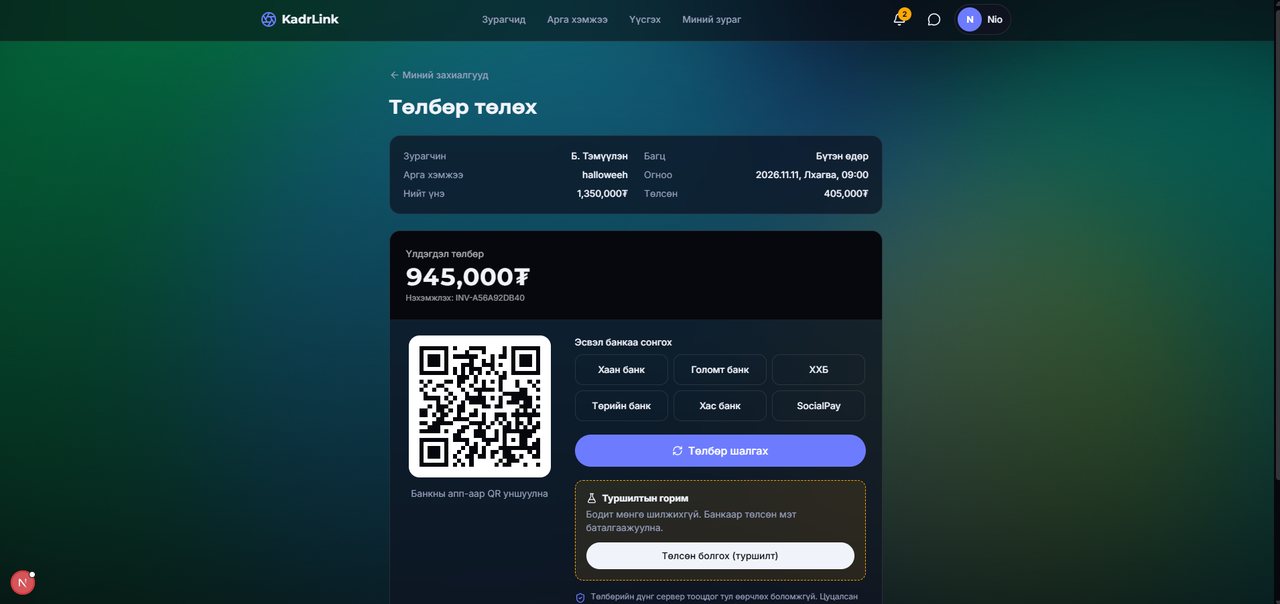 KadrLink
Зурагчид
Арга хэмжээ
Үүсгэх
Миний зураг
2
N
Nio
← Миний захиалгууд
Төлбөр төлөх
Зурагчин
Б. Тэмүүлэн
Багц
Бүтэн өдөр
Арга хэмжээ
halloweeh
Огноо
2026.11.11, Лхагва, 09:00
Нийт үнэ
1,350,000₮
Төлсөн
405,000₮
Үлдэгдэл төлбөр
945,000₮
Нэхэмжлэх: INV-A56A92DB40
Эсвэл банкаа сонгох
Хаан банк
Голомт банк
ХХБ
Төрийн банк
Хас банк
SocialPay
Төлбөр шалгах
Банкны апп-аар QR уншуулна
Туршилтын горим
Бодит мөнгө шилжихгүй. Банкаар төлсөн мэт
баталгаажуулна.
Төлсөн болгох (туршилт)
Төлбөрийн дүнг сервер тооцдог тул өөрчлөх боломжгүй. Цуцалсан
N